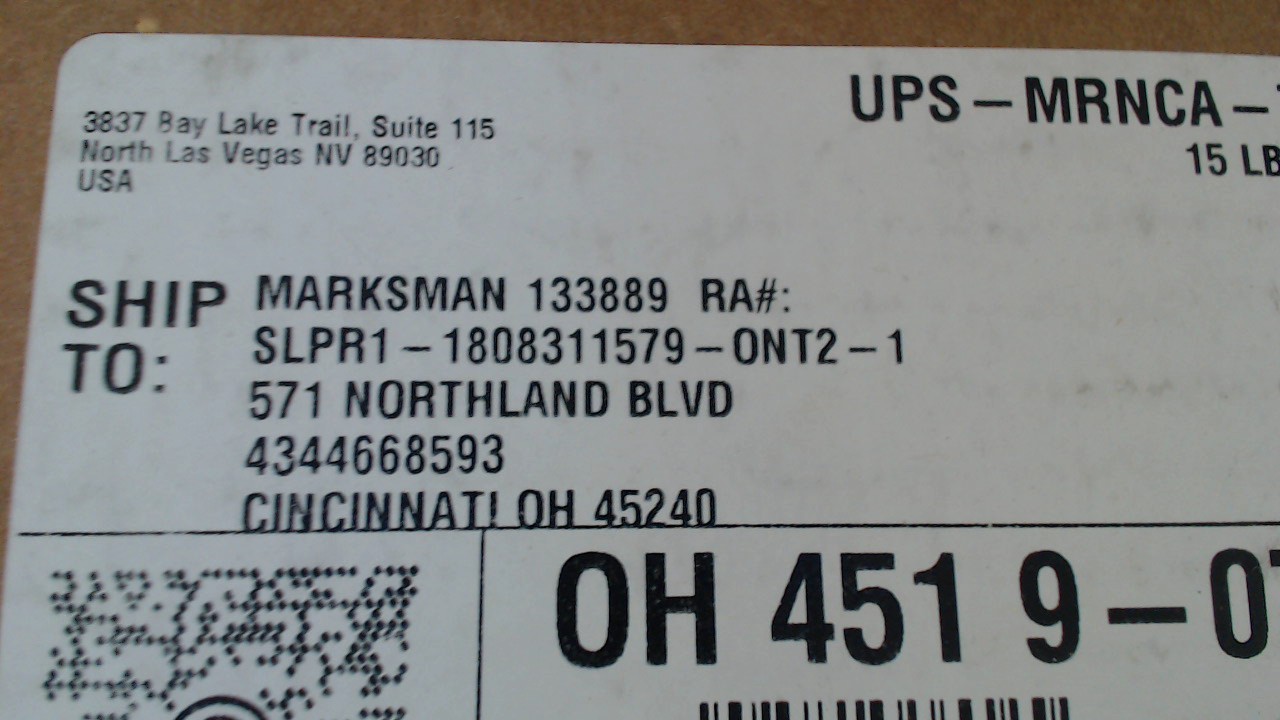 3837 Bay Lake Trail, Suite 115
North Las Vegas NV 89030
USA
UPS-MRNCA-
15 LB
SHIP TO:
MARKSMAN 133889 RA#:
SLPR1-1808311579-ONT2-1
571 NORTHLAND BLVD
4344668593
CINCINNATI OH 45240
OH 451 9-0